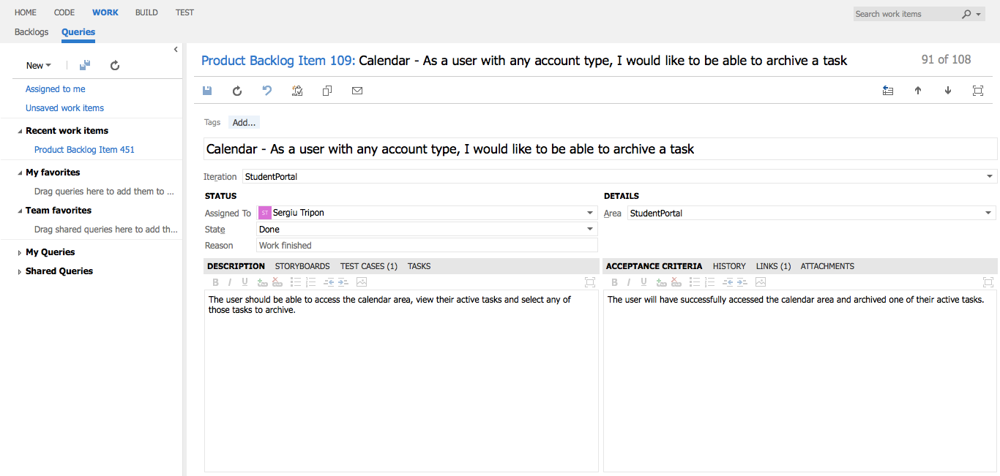 HOME CODE WORK BUILD TEST
Search work items
Backlogs Queries
New
Assigned to me
Unsaved work items
Recent work items
Product Backlog Item 451
My favorites
Drag queries here to add them to ...
Team favorites
Drag shared queries here to add th...
My Queries
Shared Queries
Product Backlog Item 109: Calendar - As a user with any account type, I would like to be able to archive a task
91 of 108
Tags Add...
Calendar - As a user with any account type, I would like to be able to archive a task
Iteration StudentPortal
STATUS
Assigned To ST Sergiu Tripon
State Done
Reason Work finished
DETAILS
Area StudentPortal
DESCRIPTION STORYBOARDS TEST CASES (1) TASKS
B I U
The user should be able to access the calendar area, view their active tasks and select any of
those tasks to archive.
ACCEPTANCE CRITERIA HISTORY LINKS (1) ATTACHMENTS
B I U
The user will have successfully accessed the calendar area and archived one of their active tasks.